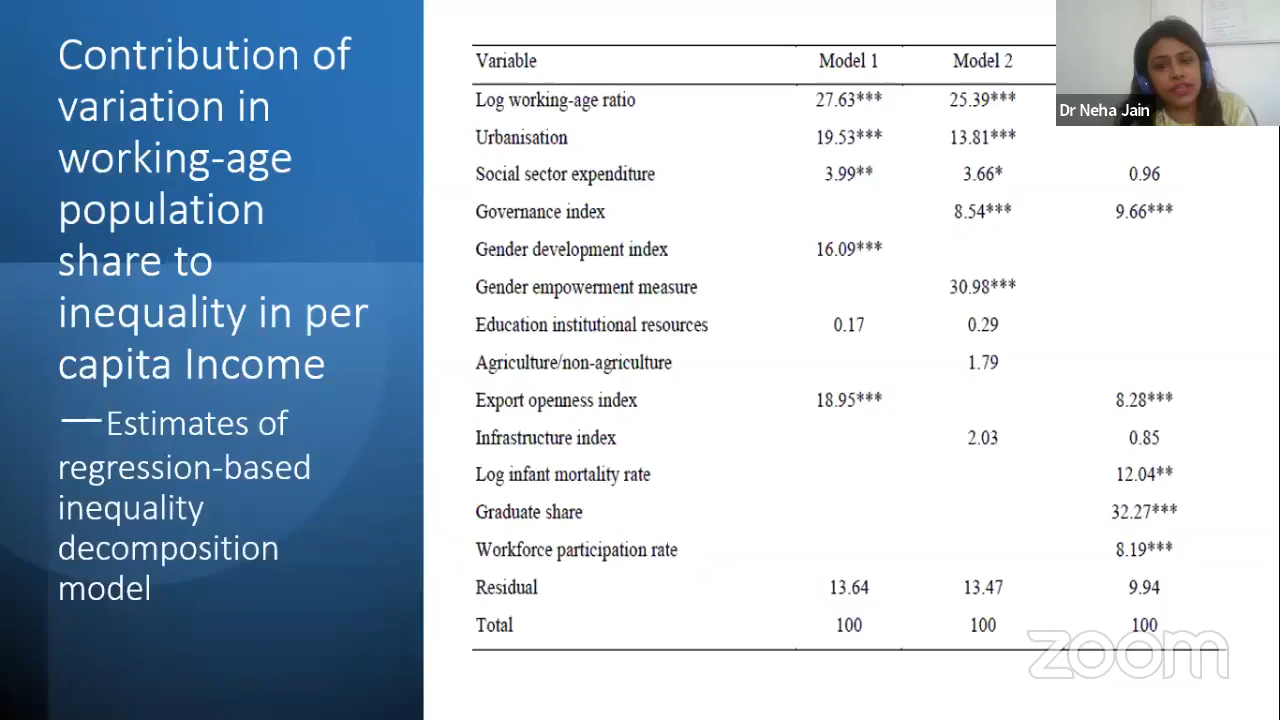 Contribution of
variation in
working-age
population
share to
inequality in per
capita Income
—Estimates of
regression-based
inequality
decomposition
model
Variable Model 1 Model 2
Log working-age ratio 27.63*** 25.39***
Urbanisation 19.53*** 13.81***
Social sector expenditure 3.99** 3.66* 0.96
Governance index 8.54*** 9.66***
Gender development index 16.09***
Gender empowerment measure 30.98***
Education institutional resources 0.17 0.29
Agriculture/non-agriculture 1.79
Export openness index 18.95*** 8.28***
Infrastructure index 2.03 0.85
Log infant mortality rate 12.04**
Graduate share 32.27***
Workforce participation rate 8.19***
Residual 13.64 13.47 9.94
Total 100 100 100
Dr Neha Jain
zoom